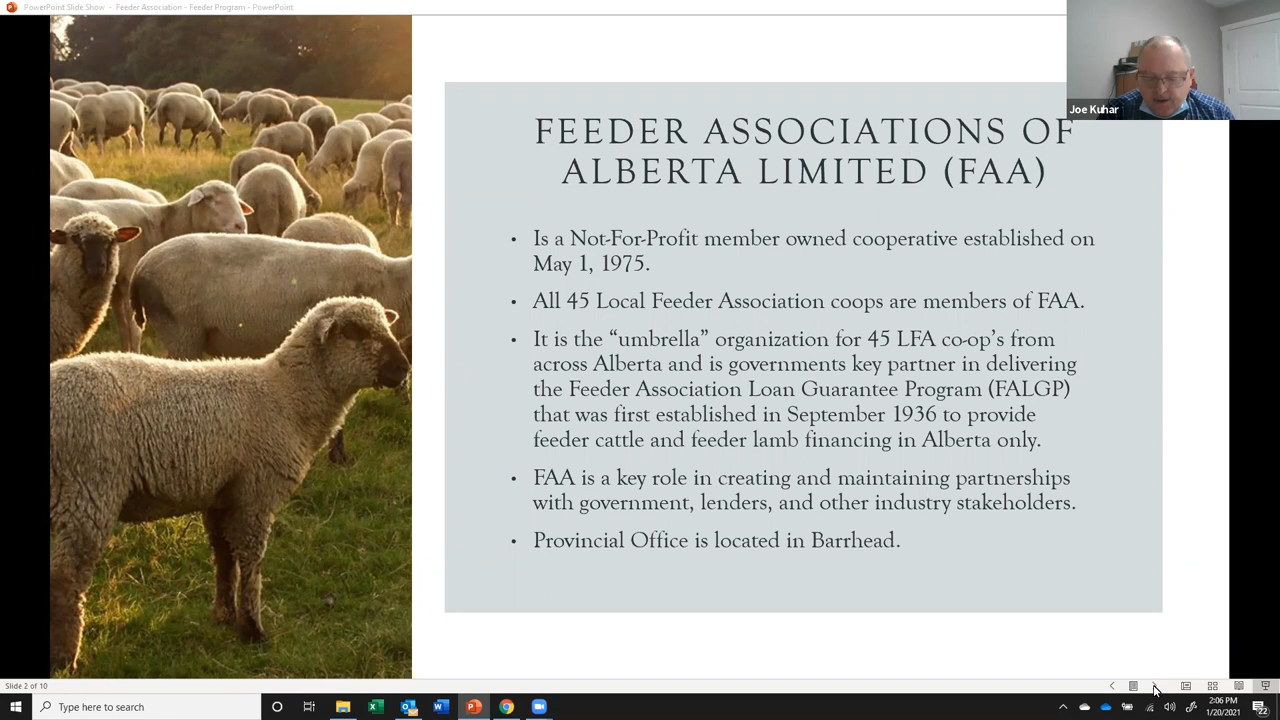 PowerPoint Slide Show - Feeder Association - Feeder Program - PowerPoint
Joe Kuhar
FEEDER ASSOCIATIONS OF
ALBERTA LIMITED (FAA)
• Is a Not-For-Profit member owned cooperative established on
May 1, 1975.
• All 45 Local Feeder Association coops are members of FAA.
• It is the “umbrella” organization for 45 LFA co-op’s from
across Alberta and is governments key partner in delivering
the Feeder Association Loan Guarantee Program (FALGP)
that was first established in September 1936 to provide
feeder cattle and feeder lamb financing in Alberta only.
• FAA is a key role in creating and maintaining partnerships
with government, lenders, and other industry stakeholders.
• Provincial Office is located in Barrhead.
Slide 2 of 10
Type here to search
2:06 PM
1/20/2021
22